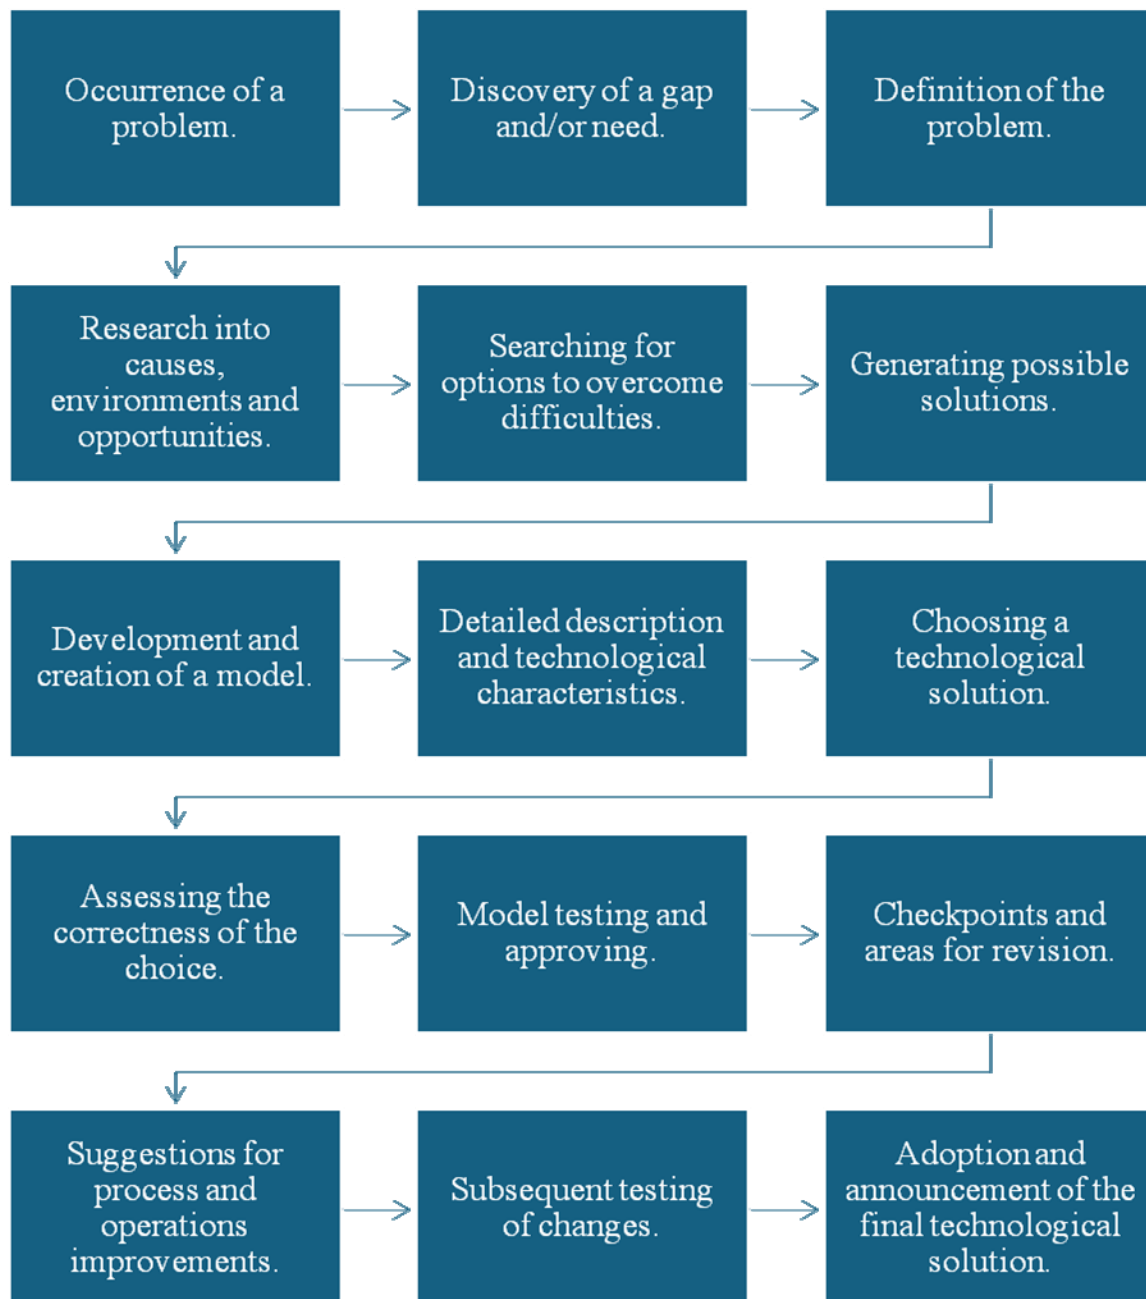 Occurrence of a
problem.
Discovery of a gap
and/or need.
Definition of the
problem.
Research into
causes,
environments and
opportunities.
Searching for
options to overcome
difficulties.
Generating possible
solutions.
Development and
creation of a model.
Detailed description
and technological
characteristics.
Choosing a
technological
solution.
Assessing the
correctness of the
choice.
Model testing and
approving.
Checkpoints and
areas for revision.
Suggestions for
process and
operations
improvements.
Subsequent testing
of changes.
Adoption and
announcement of the
final technological
solution.